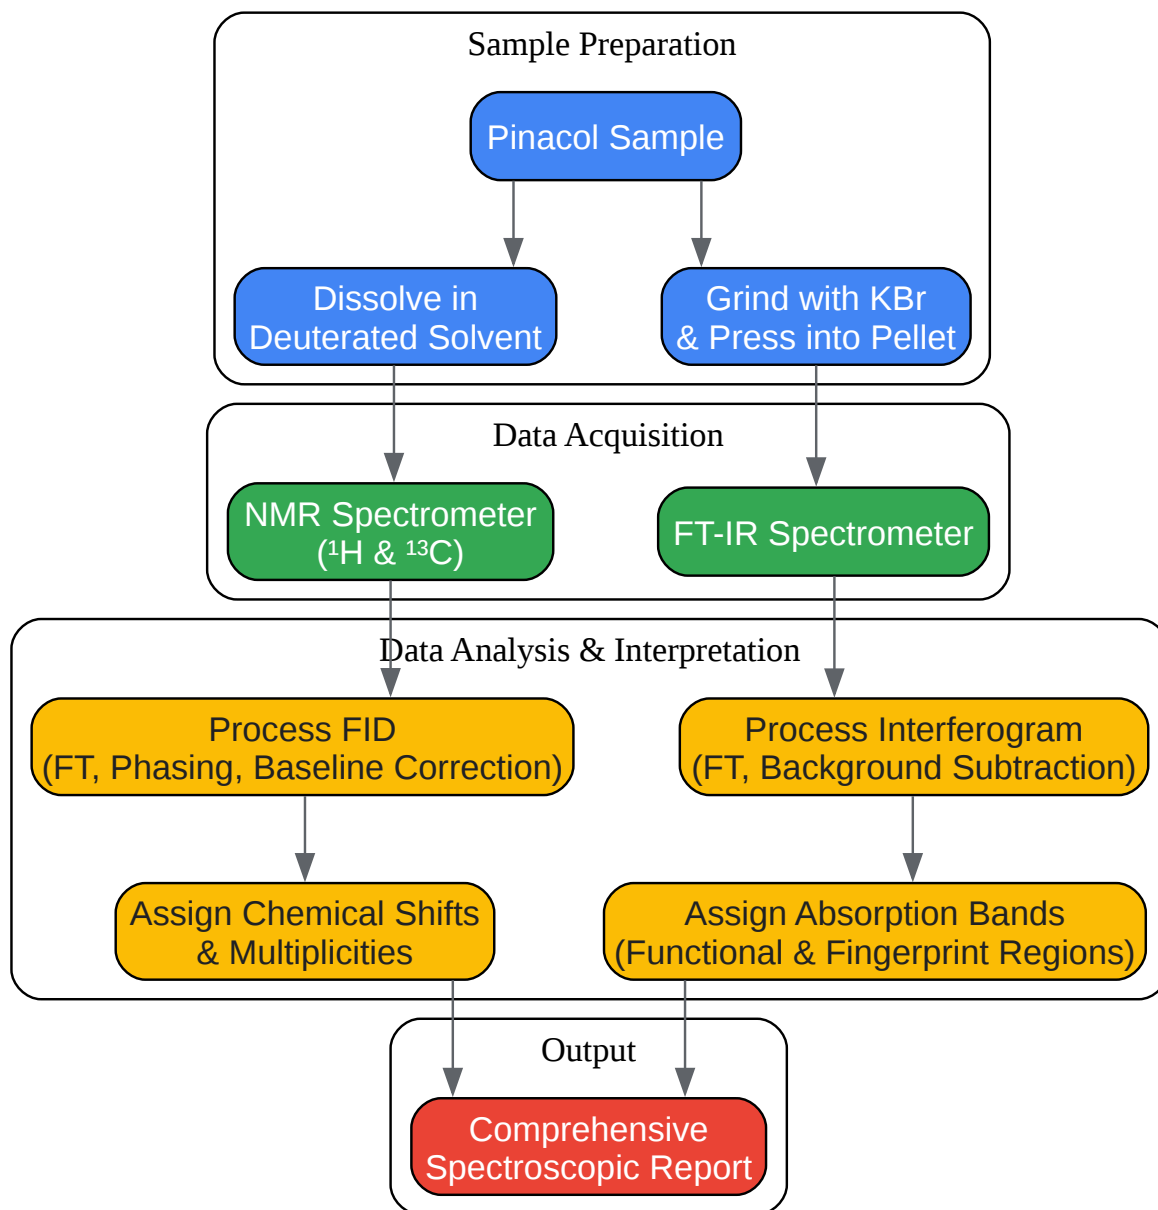 Sample Preparation
Pinacol Sample
Dissolve in
Deuterated Solvent
Grind with KBr
& Press into Pellet
Data Acquisition
NMR Spectrometer
(¹H & ¹³C)
FT-IR Spectrometer
Data Analysis & Interpretation
Process FID
(FT, Phasing, Baseline Correction)
Process Interferogram
(FT, Background Subtraction)
Assign Chemical Shifts
& Multiplicities
Assign Absorption Bands
(Functional & Fingerprint Regions)
Output
Comprehensive
Spectroscopic Report